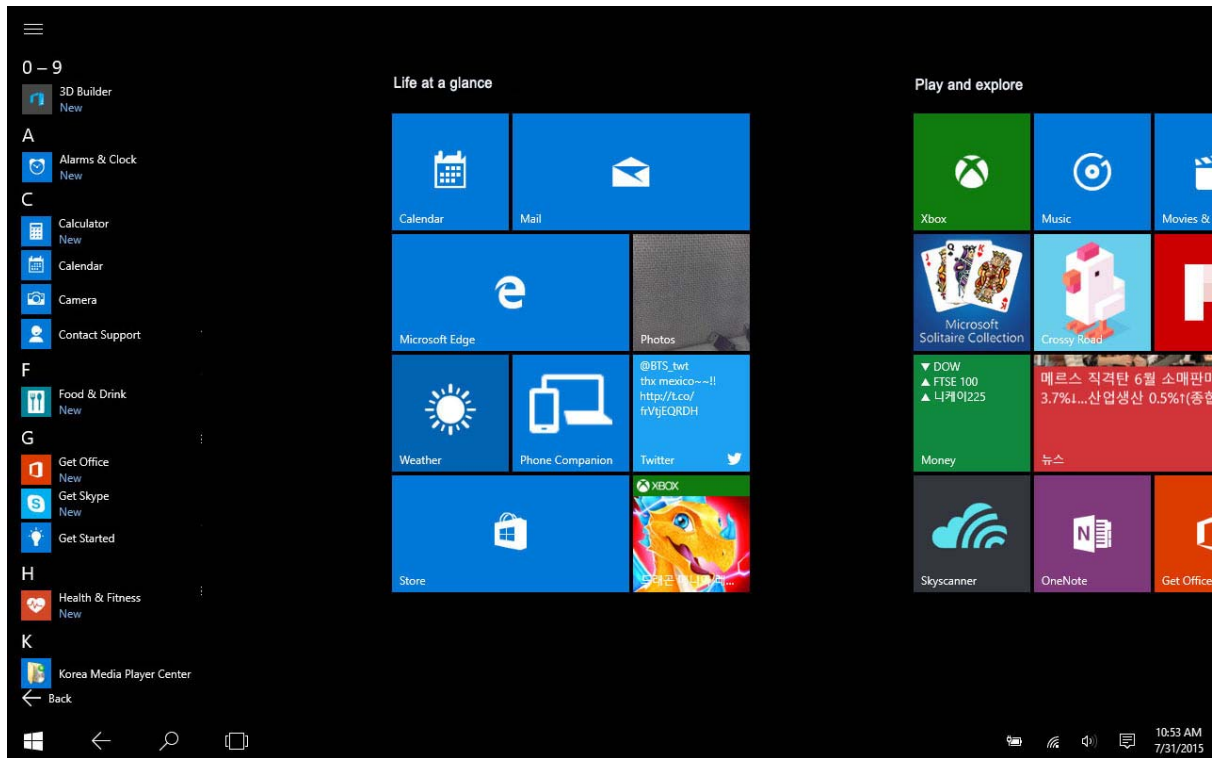 0 – 9
3D Builder
New
A
Alarms & Clock
New
C
Calculator
New
Calendar
Camera
Contact Support
F
Food & Drink
New
G
Get Office
New
Get Skype
New
Get Started
H
Health & Fitness
New
K
Korea Media Player Center
Back
Life at a glance
Calendar
Mail
Microsoft Edge
Photos
Weather
Phone Companion
@BTS_twt
thx mexico~~!!
http://t.co/
frVtjEQRDH
Twitter
Store
XBOX
Play and explore
Xbox
Music
Movies &
Microsoft
Solitaire Collection
Crossy Road
▼ DOW
▲ FTSE 100
▲ 니케이225
Money
메르스 직격탄 6월 소매판매
3.7%↓...산업생산 0.5%↑(종합
뉴스
Skyscanner
OneNote
Get Office
10:53 AM
7/31/2015